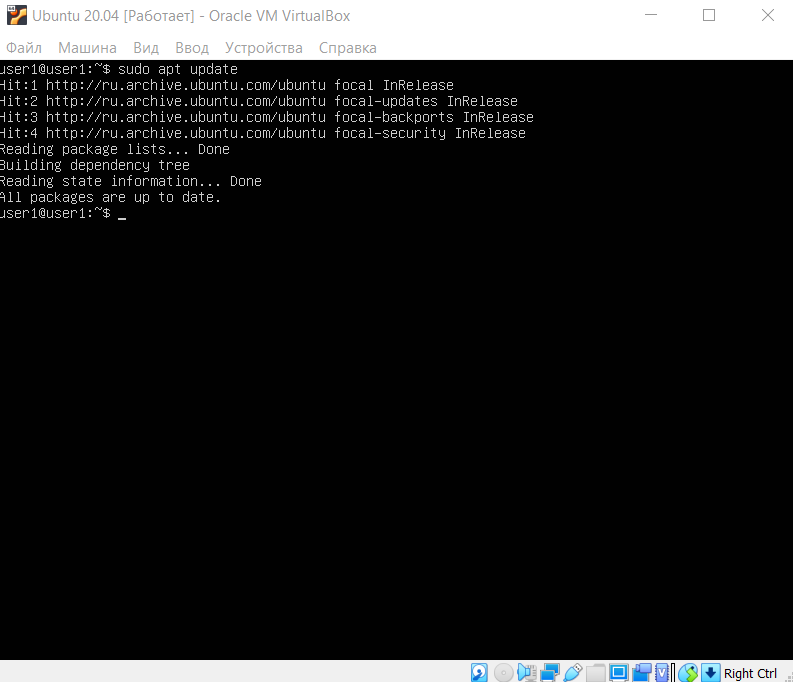 Ubuntu 20.04 [Работает] - Oracle VM VirtualBox
Файл Машина Вид Ввод Устройства Справка
user1@user1:~$ sudo apt update
Hit:1 http://ru.archive.ubuntu.com/ubuntu focal InRelease
Hit:2 http://ru.archive.ubuntu.com/ubuntu focal-updates InRelease
Hit:3 http://ru.archive.ubuntu.com/ubuntu focal-backports InRelease
Hit:4 http://ru.archive.ubuntu.com/ubuntu focal-security InRelease
Reading package lists... Done
Building dependency tree
Reading state information... Done
All packages are up to date.
user1@user1:~$ _
Right Ctrl